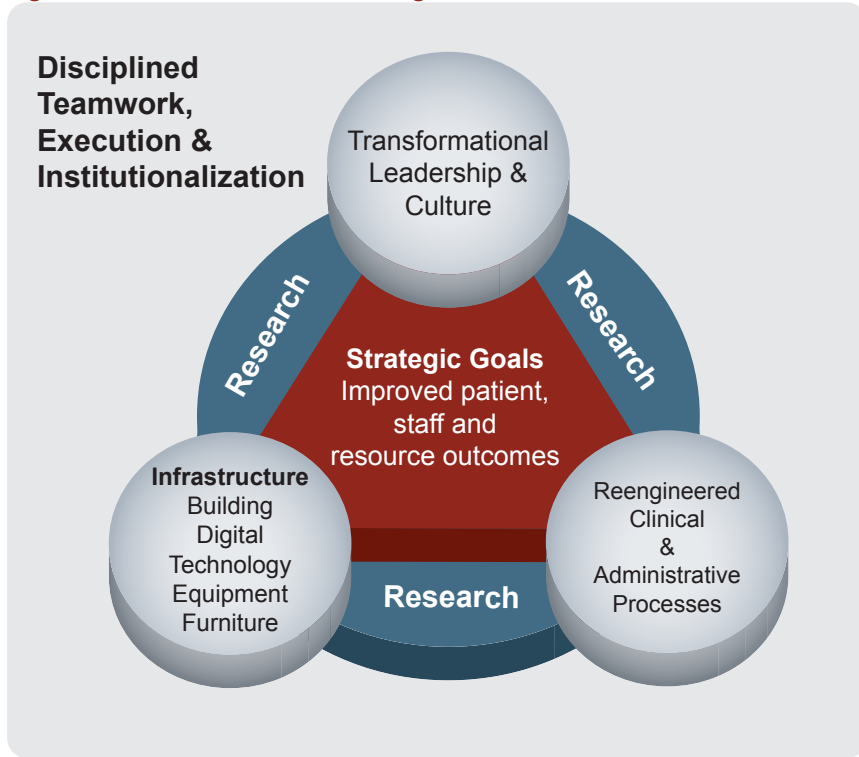 Disciplined
Teamwork,
Execution &
Institutionalization
Transformational
Leadership &
Culture
Research
Research
Strategic Goals
Improved patient,
staff and
resource outcomes
Infrastructure
Building
Digital
Technology
Equipment
Furniture
Reengineered
Clinical
&
Administrative
Processes
Research